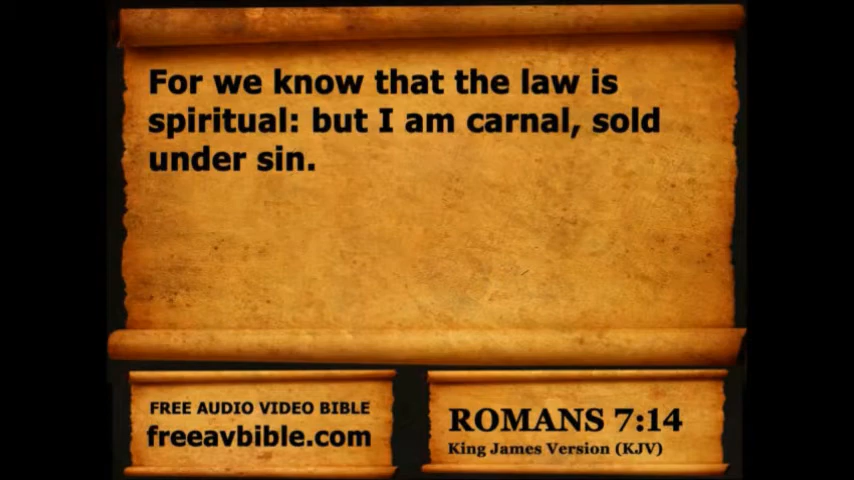 For we know that the law is
spiritual: but I am carnal, sold
under sin.
FREE AUDIO VIDEO BIBLE
freeavbible.com
ROMANS 7:14
King James Version (KJV)